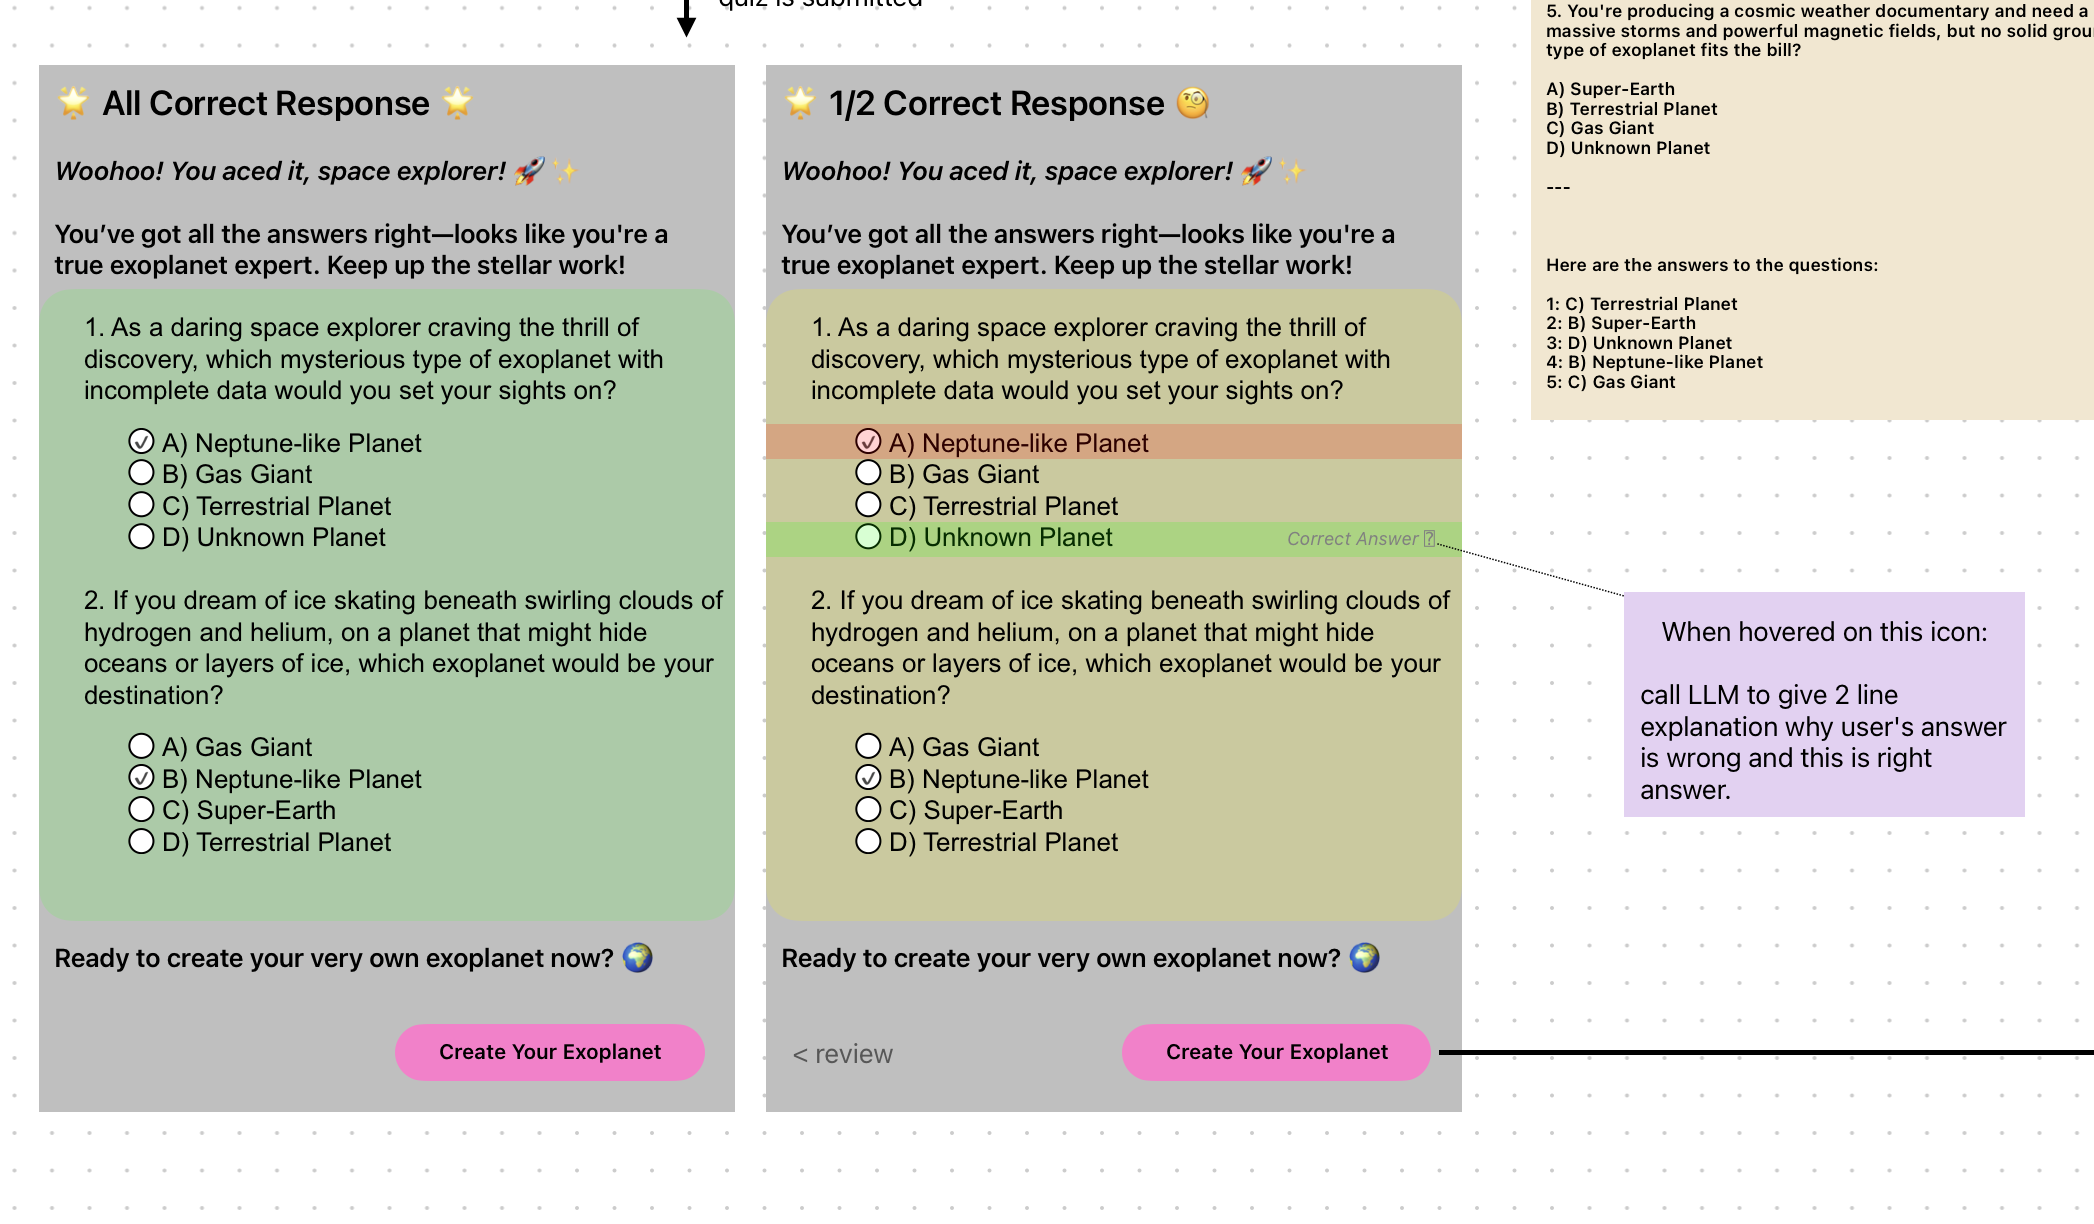 quiz is submitted
🌟 All Correct Response 🌟
Woohoo! You aced it, space explorer! 🚀✨
You’ve got all the answers right—looks like you're a
true exoplanet expert. Keep up the stellar work!
1. As a daring space explorer craving the thrill of
discovery, which mysterious type of exoplanet with
incomplete data would you set your sights on?
A) Neptune-like Planet
B) Gas Giant
C) Terrestrial Planet
D) Unknown Planet
2. If you dream of ice skating beneath swirling clouds of
hydrogen and helium, on a planet that might hide
oceans or layers of ice, which exoplanet would be your
destination?
A) Gas Giant
B) Neptune-like Planet
C) Super-Earth
D) Terrestrial Planet
Ready to create your very own exoplanet now? 🌍
Create Your Exoplanet
🌟 1/2 Correct Response 🧐
Woohoo! You aced it, space explorer! 🚀✨
You’ve got all the answers right—looks like you're a
true exoplanet expert. Keep up the stellar work!
1. As a daring space explorer craving the thrill of
discovery, which mysterious type of exoplanet with
incomplete data would you set your sights on?
A) Neptune-like Planet
B) Gas Giant
C) Terrestrial Planet
D) Unknown Planet
Correct Answer
2. If you dream of ice skating beneath swirling clouds of
hydrogen and helium, on a planet that might hide
oceans or layers of ice, which exoplanet would be your
destination?
A) Gas Giant
B) Neptune-like Planet
C) Super-Earth
D) Terrestrial Planet
Ready to create your very own exoplanet now? 🌍
< review
Create Your Exoplanet
5. You're producing a cosmic weather documentary and need a
massive storms and powerful magnetic fields, but no solid
type of exoplanet fits the bill?
A) Super-Earth
B) Terrestrial Planet
C) Gas Giant
D) Unknown Planet
---
Here are the answers to the questions:
1: C) Terrestrial Planet
2: B) Super-Earth
3: D) Unknown Planet
4: B) Neptune-like Planet
5: C) Gas Giant
When hovered on this icon:
call LLM to give 2 line
explanation why user's answer
is wrong and this is right
answer.